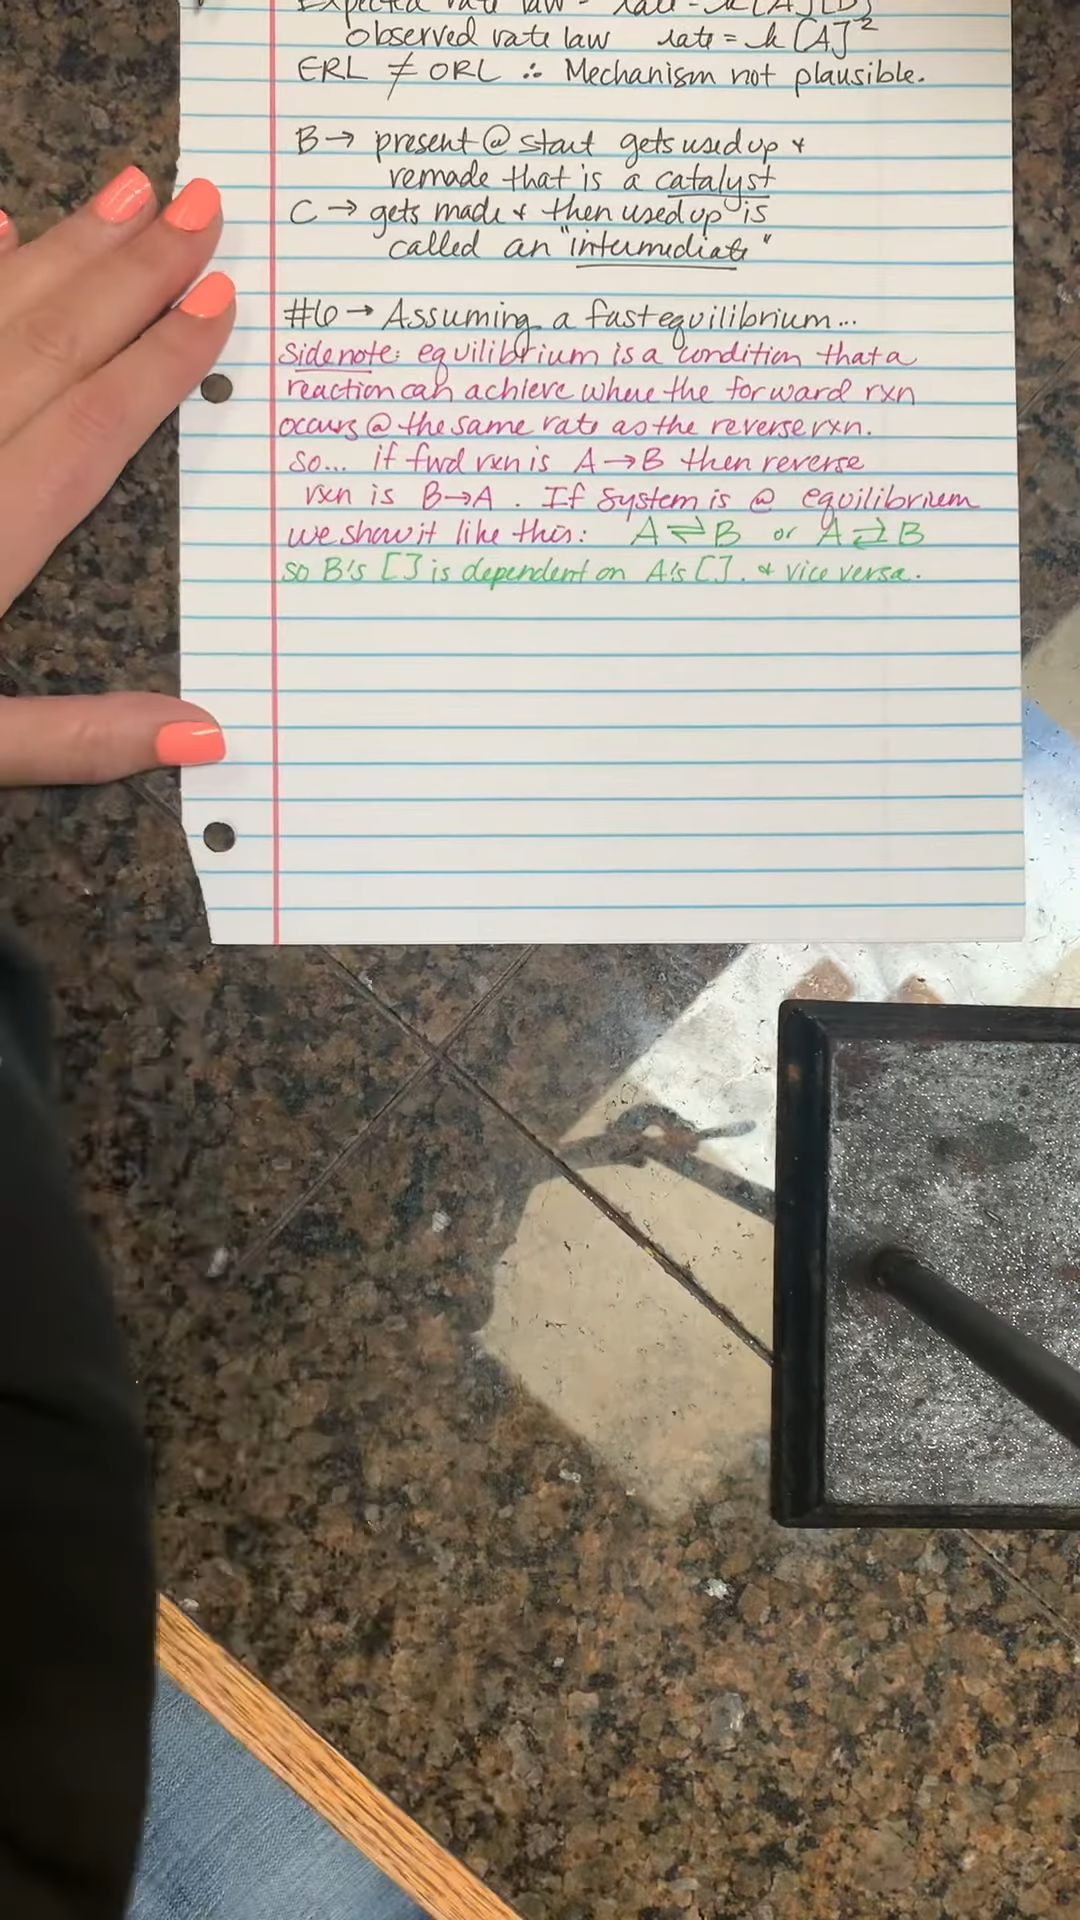 Expected rate law = rate = k[A][B]
Observed rate law rate = k[A]²
ERL ≠ ORL ∴ Mechanism not plausible.
B → present @ start gets used up &
remade that is a catalyst
C → gets made & then used up is
called an "intermediate"
#6 → Assuming a fast equilibrium...
Sidenote: equilibrium is a condition that a
reaction can achieve where the forward rxn
occurs @ the same rate as the reverse rxn.
So... if fwd rxn is A → B then reverse
rxn is B → A. If system is @ equilibrium
we show it like this: A ⇌ B or A ⇄ B
so B's [] is dependent on A's []. & vice versa.